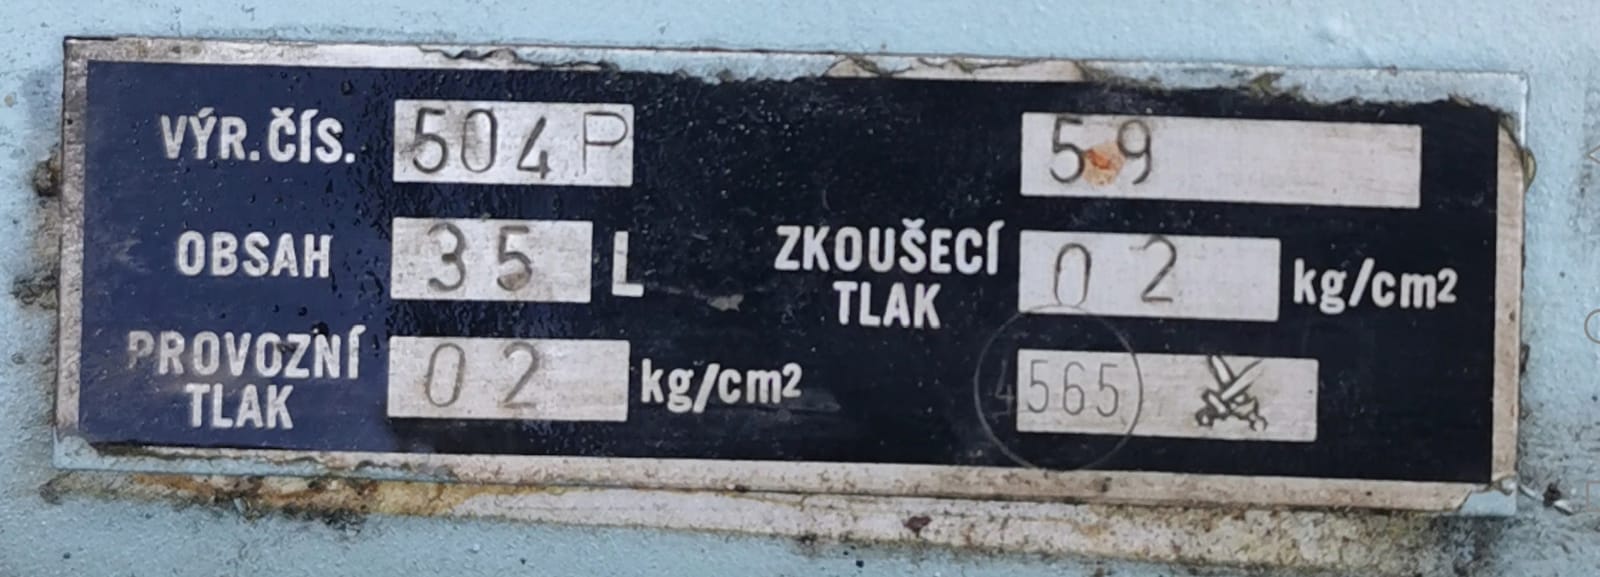 VÝR.ČÍS. 504 P 59
OBSAH 35 L ZKOUŠECÍ TLAK 02 kg/cm2
PROVOZNÍ TLAK 02 kg/cm2 4565